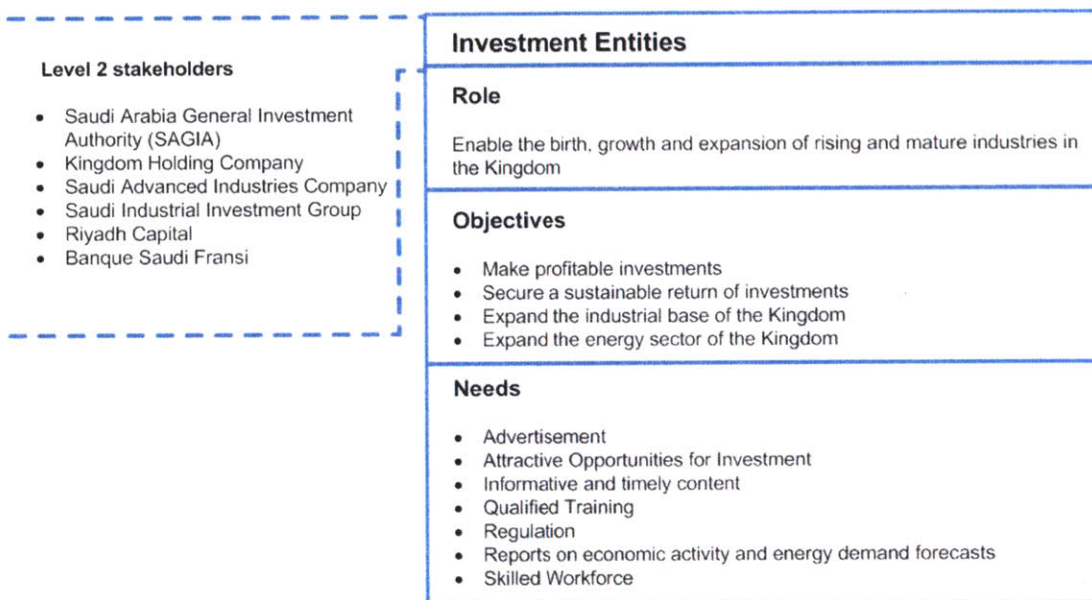 Level 2 stakeholders
• Saudi Arabia General Investment
Authority (SAGIA)
• Kingdom Holding Company
• Saudi Advanced Industries Company
• Saudi Industrial Investment Group
• Riyadh Capital
• Banque Saudi Fransi
Investment Entities
Role
Enable the birth, growth and expansion of rising and mature industries in
the Kingdom
Objectives
• Make profitable investments
• Secure a sustainable return of investments
• Expand the industrial base of the Kingdom
• Expand the energy sector of the Kingdom
Needs
• Advertisement
• Attractive Opportunities for Investment
• Informative and timely content
• Qualified Training
• Regulation
• Reports on economic activity and energy demand forecasts
• Skilled Workforce